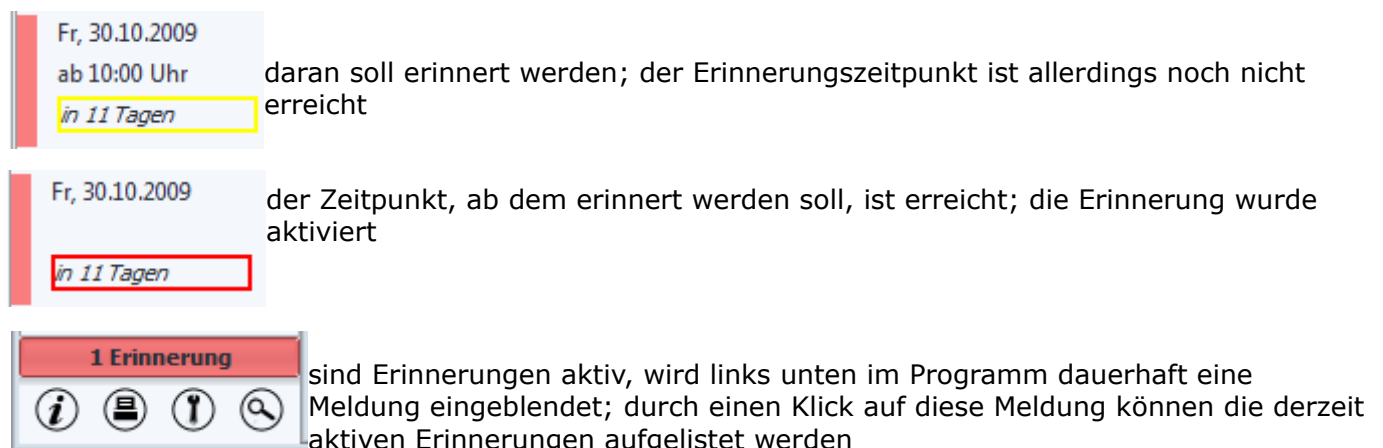 Fr, 30.10.2009
ab 10:00 Uhr
in 11 Tagen
daran soll erinnert werden; der Erinnerungszeitpunkt ist allerdings noch nicht
erreicht
Fr, 30.10.2009
in 11 Tagen
der Zeitpunkt, ab dem erinnert werden soll, ist erreicht; die Erinnerung wurde
aktiviert
1 Erinnerung
sind Erinnerungen aktiv, wird links unten im Programm dauerhaft eine
Meldung eingeblendet; durch einen Klick auf diese Meldung können die derzeit
aktiven Erinnerungen aufgelistet werden